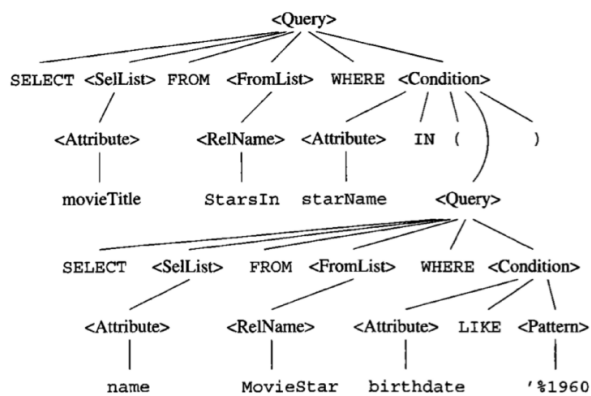 <Query>
SELECT <SelList> FROM <FromList> WHERE <Condition>
<Attribute> <RelName> <Attribute> IN ( )
movieTitle StarsIn starName <Query>
SELECT <SelList> FROM <FromList> WHERE <Condition>
<Attribute> <RelName> <Attribute> LIKE <Pattern>
name MovieStar birthdate '%1960